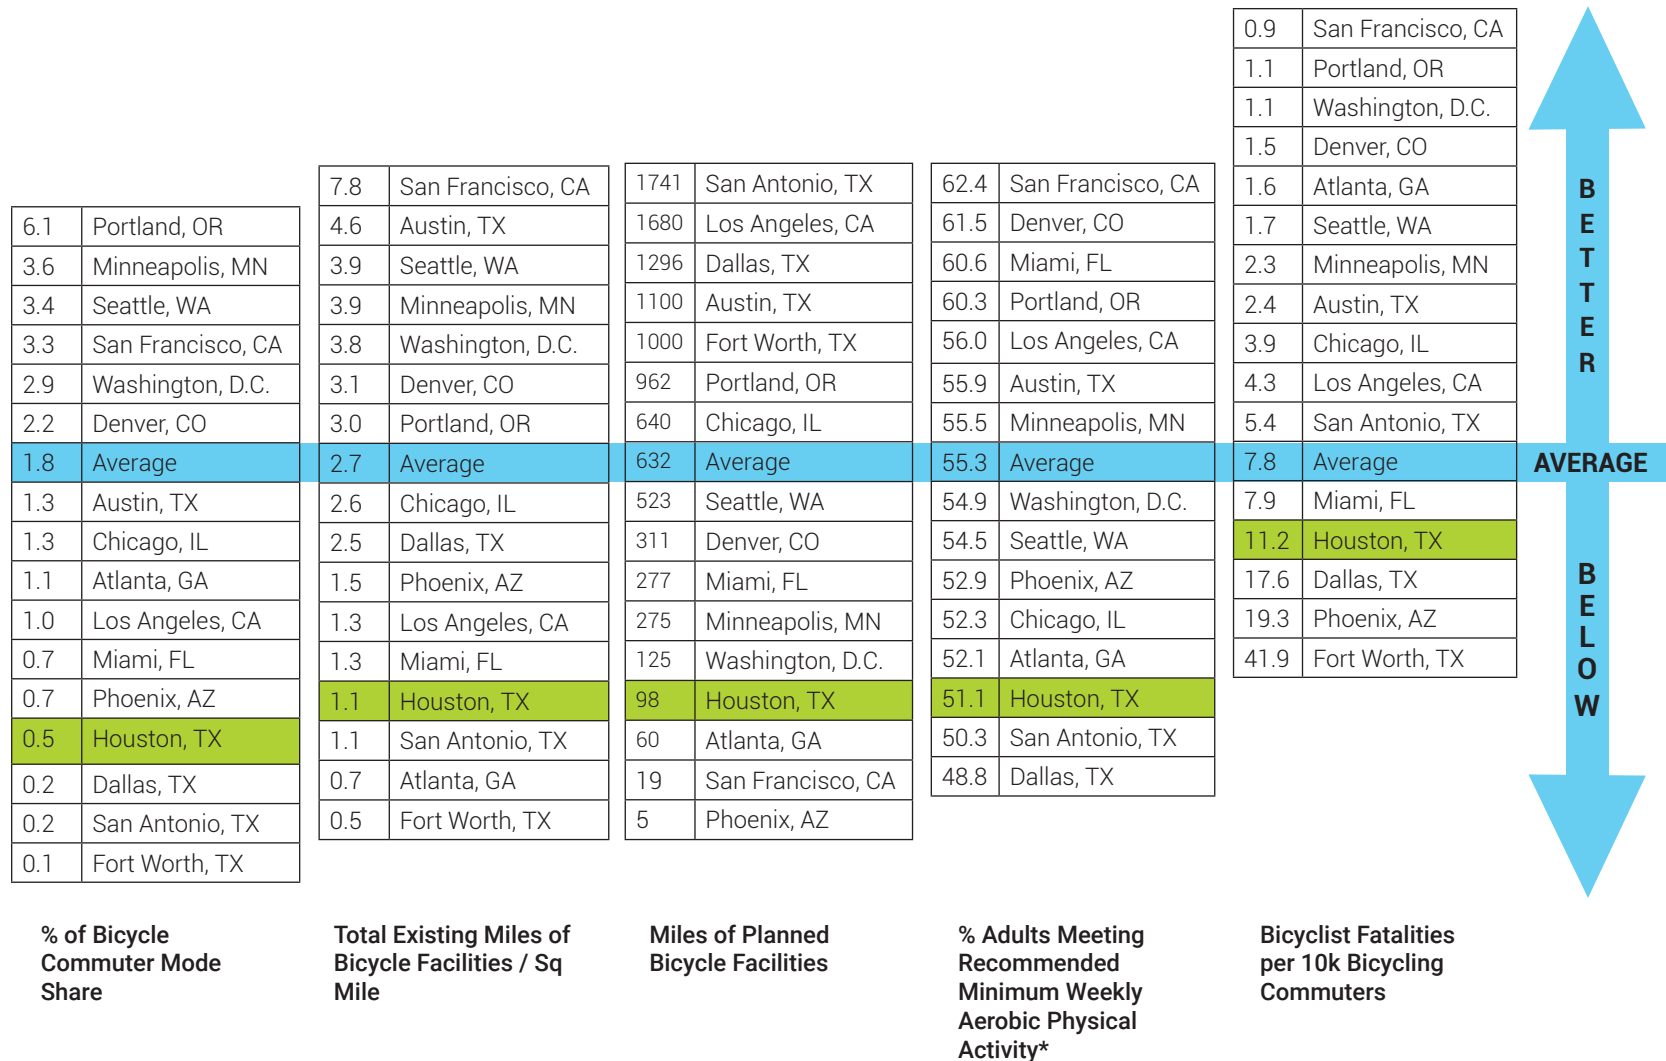 6.1 Portland, OR
3.6 Minneapolis, MN
3.4 Seattle, WA
3.3 San Francisco, CA
2.9 Washington, D.C.
2.2 Denver, CO
1.8 Average
1.3 Austin, TX
1.3 Chicago, IL
1.1 Atlanta, GA
1.0 Los Angeles, CA
0.7 Miami, FL
0.7 Phoenix, AZ
0.5 Houston, TX
0.2 Dallas, TX
0.2 San Antonio, TX
0.1 Fort Worth, TX
% of Bicycle
Commuter Mode
Share
7.8 San Francisco, CA
4.6 Austin, TX
3.9 Seattle, WA
3.9 Minneapolis, MN
3.8 Washington, D.C.
3.1 Denver, CO
3.0 Portland, OR
2.7 Average
2.6 Chicago, IL
2.5 Dallas, TX
1.5 Phoenix, AZ
1.3 Los Angeles, CA
1.3 Miami, FL
1.1 Houston, TX
1.1 San Antonio, TX
0.7 Atlanta, GA
0.5 Fort Worth, TX
Total Existing Miles of
Bicycle Facilities / Sq
Mile
1741 San Antonio, TX
1680 Los Angeles, CA
1296 Dallas, TX
1100 Austin, TX
1000 Fort Worth, TX
962 Portland, OR
640 Chicago, IL
632 Average
523 Seattle, WA
311 Denver, CO
277 Miami, FL
275 Minneapolis, MN
125 Washington, D.C.
98 Houston, TX
60 Atlanta, GA
19 San Francisco, CA
5 Phoenix, AZ
Miles of Planned
Bicycle Facilities
62.4 San Francisco, CA
61.5 Denver, CO
60.6 Miami, FL
60.3 Portland, OR
56.0 Los Angeles, CA
55.9 Austin, TX
55.5 Minneapolis, MN
55.3 Average
54.9 Washington, D.C.
54.5 Seattle, WA
52.9 Phoenix, AZ
52.3 Chicago, IL
52.1 Atlanta, GA
51.1 Houston, TX
50.3 San Antonio, TX
48.8 Dallas, TX
% Adults Meeting
Recommended
Minimum Weekly
Aerobic Physical
Activity*
0.9 San Francisco, CA
1.1 Portland, OR
1.1 Washington, D.C.
1.5 Denver, CO
1.6 Atlanta, GA
1.7 Seattle, WA
2.3 Minneapolis, MN
2.4 Austin, TX
3.9 Chicago, IL
4.3 Los Angeles, CA
5.4 San Antonio, TX
7.8 Average
7.9 Miami, FL
11.2 Houston, TX
17.6 Dallas, TX
19.3 Phoenix, AZ
41.9 Fort Worth, TX
Bicyclist Fatalities
per 10k Bicycling
Commuters
BETTER
AVERAGE
BELOW